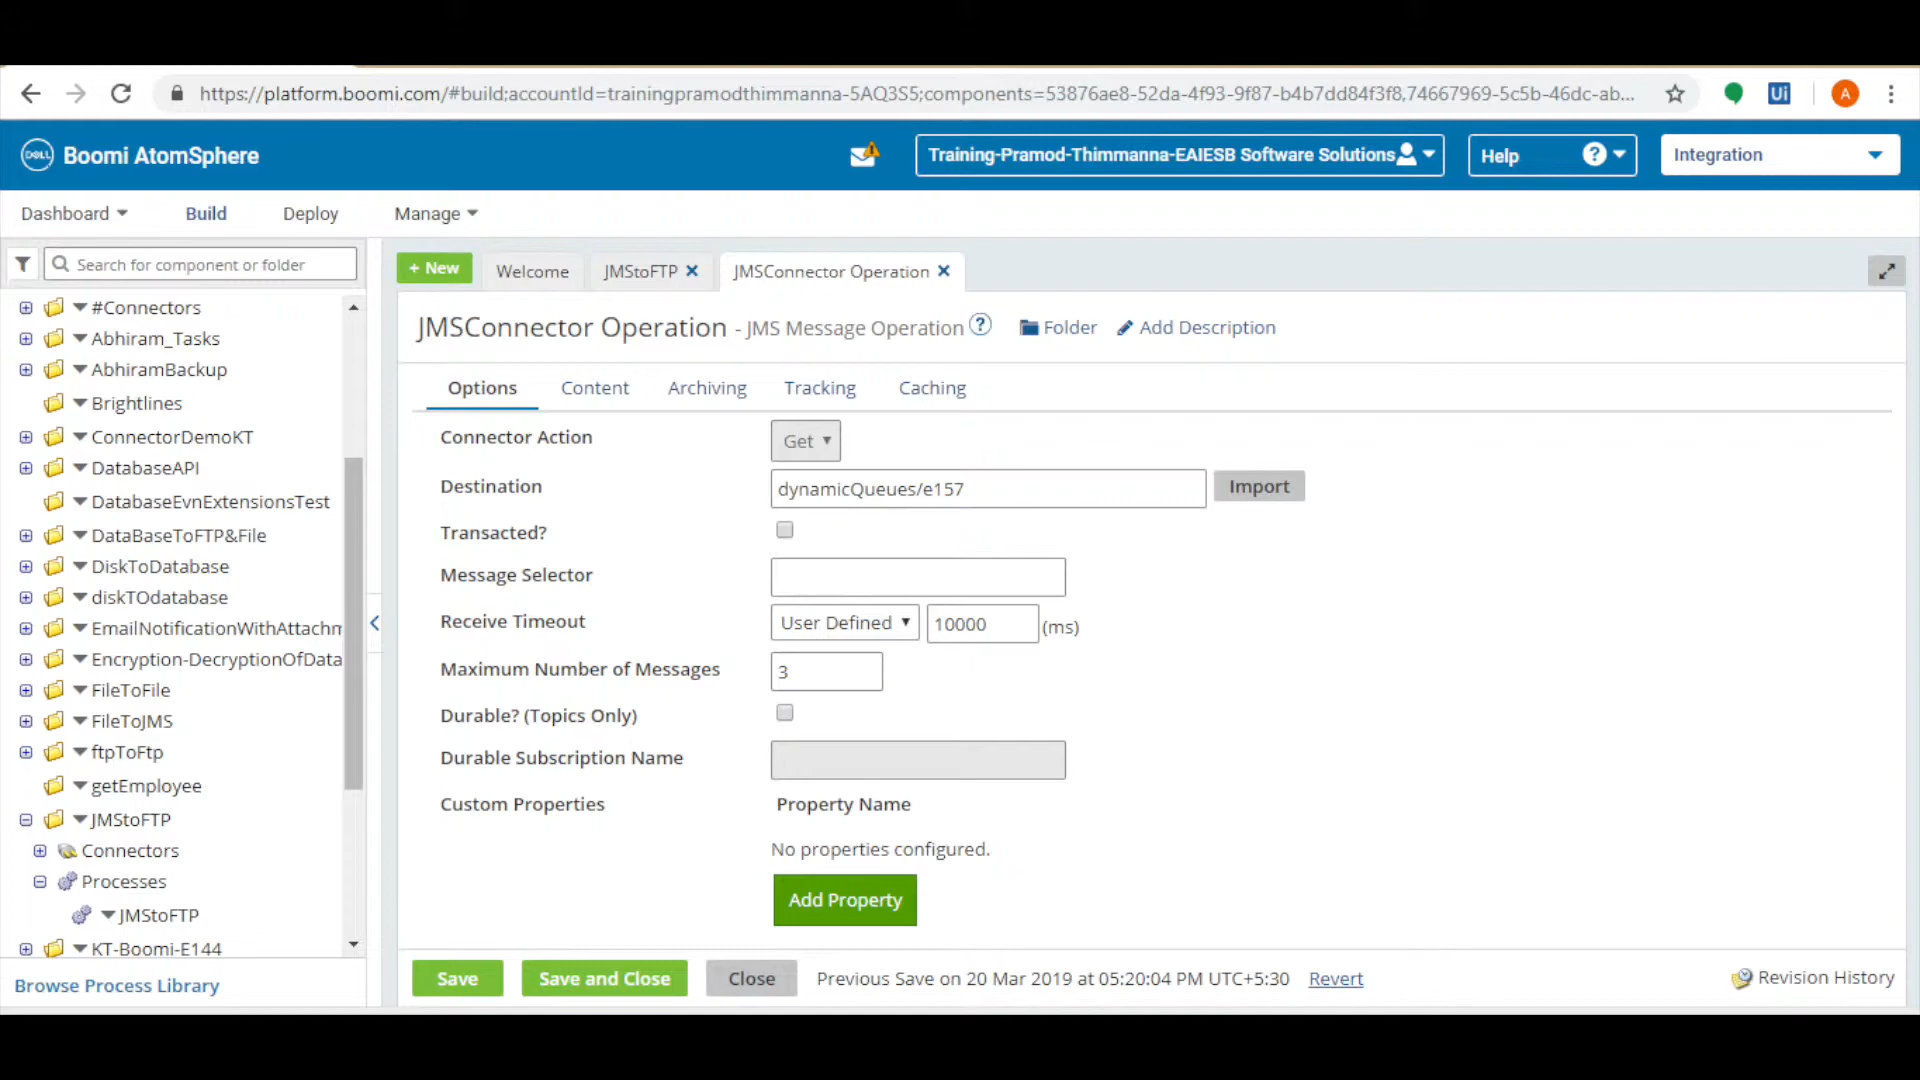 https://platform.boomi.com/#build;accountId=trainingpramodthimmanna-5AQ3S5;components=53876ae8-52da-4f93-9f87-b4b7dd84f3f8,74667969-5c5b-46dc-ab...
Ui
A
DELL
Boomi AtomSphere
Training-Pramod-Thimmanna-EAIESB Software Solutions
Help
?
Integration
Dashboard
Build
Deploy
Manage
Search for component or folder
#Connectors
Abhiram_Tasks
AbhiramBackup
Brightlines
ConnectorDemoKT
DatabaseAPI
DatabaseEvnExtensionsTest
DataBaseToFTP&File
DiskToDatabase
diskTOdatabase
EmailNotificationWithAttachm
Encryption-DecryptionOfData
FileToFile
FileToJMS
ftpToFtp
getEmployee
JMStoFTP
Connectors
Processes
JMStoFTP
KT-Boomi-E144
Browse Process Library
+ New
Welcome
JMStoFTP
JMSConnector Operation
JMSConnector Operation - JMS Message Operation ?
Folder
Add Description
Options
Content
Archiving
Tracking
Caching
Connector Action
Get
Destination
dynamicQueues/e157
Import
Transacted?
Message Selector
Receive Timeout
User Defined
10000
(ms)
Maximum Number of Messages
3
Durable? (Topics Only)
Durable Subscription Name
Custom Properties
Property Name
No properties configured.
Add Property
Save
Save and Close
Close
Previous Save on 20 Mar 2019 at 05:20:04 PM UTC+5:30
Revert
Revision History